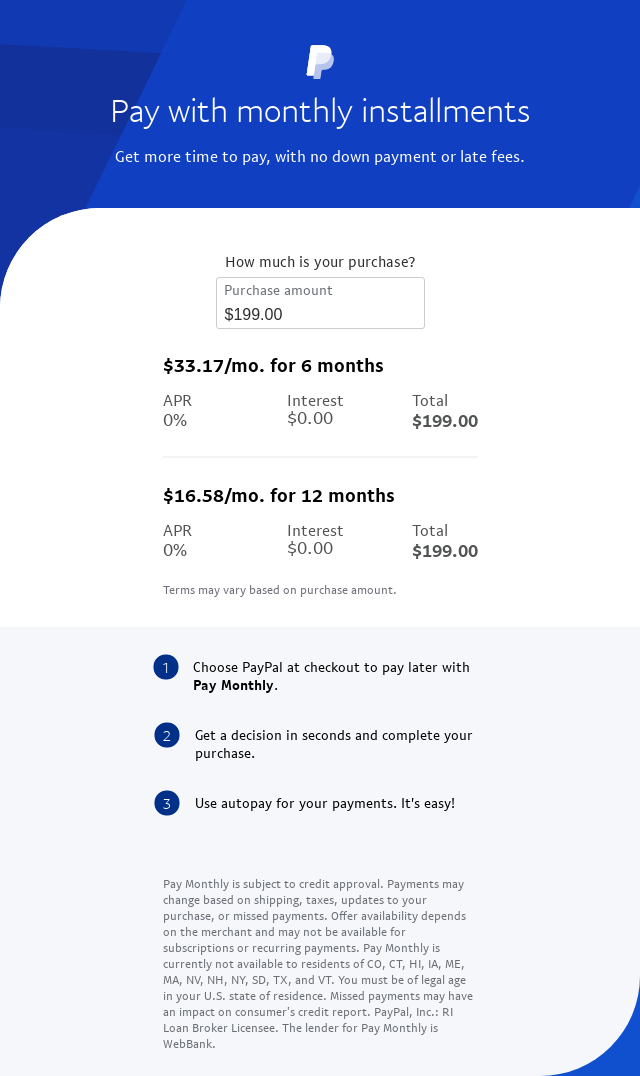 Pay with monthly installments
Get more time to pay, with no down payment or late fees.
How much is your purchase?
Purchase amount
$199.00
$33.17/mo. for 6 months
APR Interest Total
0% $0.00 $199.00
$16.58/mo. for 12 months
APR Interest Total
0% $0.00 $199.00
Terms may vary based on purchase amount.
1 Choose PayPal at checkout to pay later with
Pay Monthly.
2 Get a decision in seconds and complete your
purchase.
3 Use autopay for your payments. It's easy!
Pay Monthly is subject to credit approval. Payments may
change based on shipping, taxes, updates to your
purchase, or missed payments. Offer availability depends
on the merchant and may not be available for
subscriptions or recurring payments. Pay Monthly is
currently not available to residents of CO, CT, HI, IA, ME,
MA, NV, NH, NY, SD, TX, and VT. You must be of legal age
in your U.S. state of residence. Missed payments may have
an impact on consumer's credit report. PayPal, Inc.: RI
Loan Broker Licensee. The lender for Pay Monthly is
WebBank.